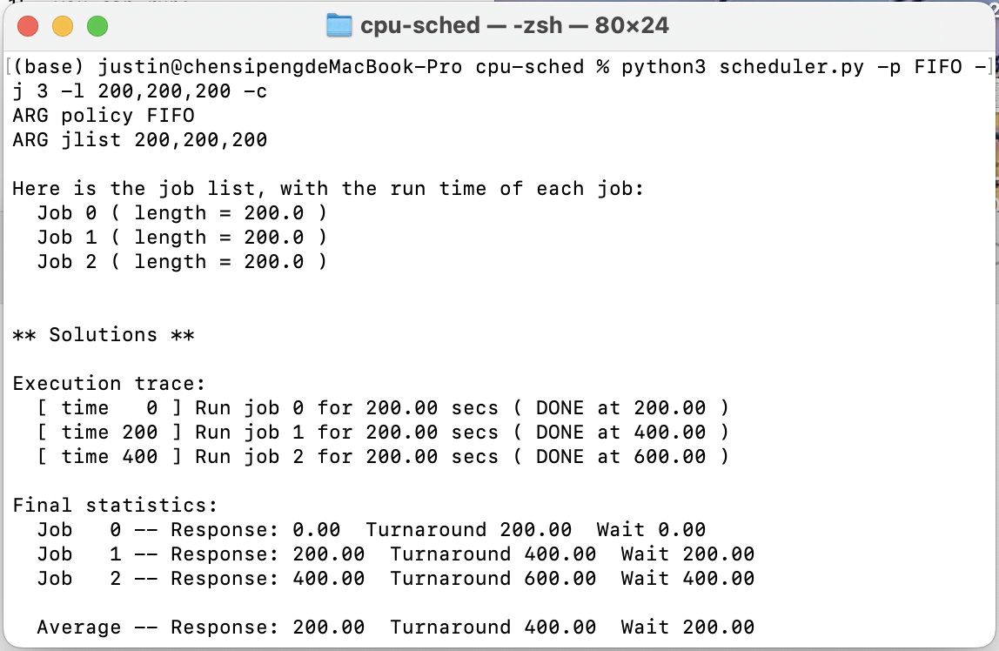 cpu-sched — -zsh — 80×24
[(base) justin@chensipengdeMacBook-Pro cpu-sched % python3 scheduler.py -p FIFO -]
j 3 -l 200,200,200 -c
ARG policy FIFO
ARG jlist 200,200,200
Here is the job list, with the run time of each job:
  Job 0 ( length = 200.0 )
  Job 1 ( length = 200.0 )
  Job 2 ( length = 200.0 )
** Solutions **
Execution trace:
  [ time   0 ] Run job 0 for 200.00 secs ( DONE at 200.00 )
  [ time 200 ] Run job 1 for 200.00 secs ( DONE at 400.00 )
  [ time 400 ] Run job 2 for 200.00 secs ( DONE at 600.00 )
Final statistics:
  Job   0 -- Response: 0.00  Turnaround 200.00  Wait 0.00
  Job   1 -- Response: 200.00  Turnaround 400.00  Wait 200.00
  Job   2 -- Response: 400.00  Turnaround 600.00  Wait 400.00
  Average -- Response: 200.00  Turnaround 400.00  Wait 200.00